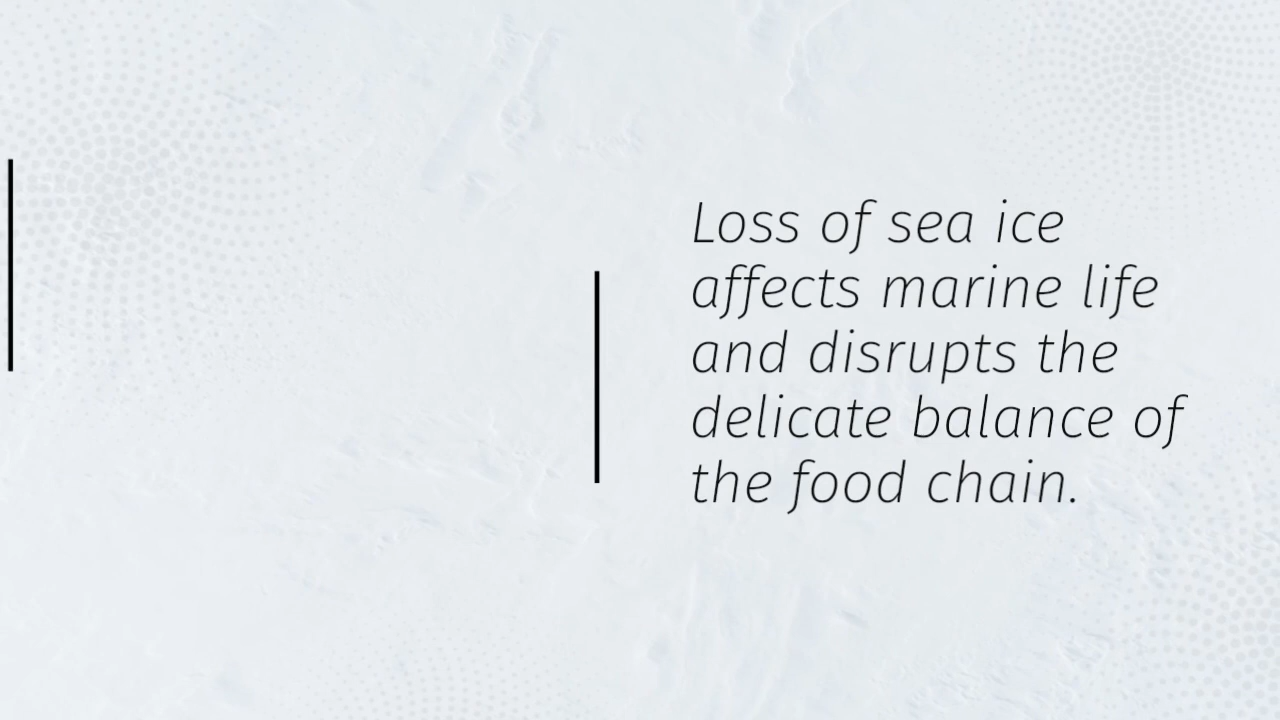 Loss of sea ice
affects marine life
and disrupts the
delicate balance of
the food chain.